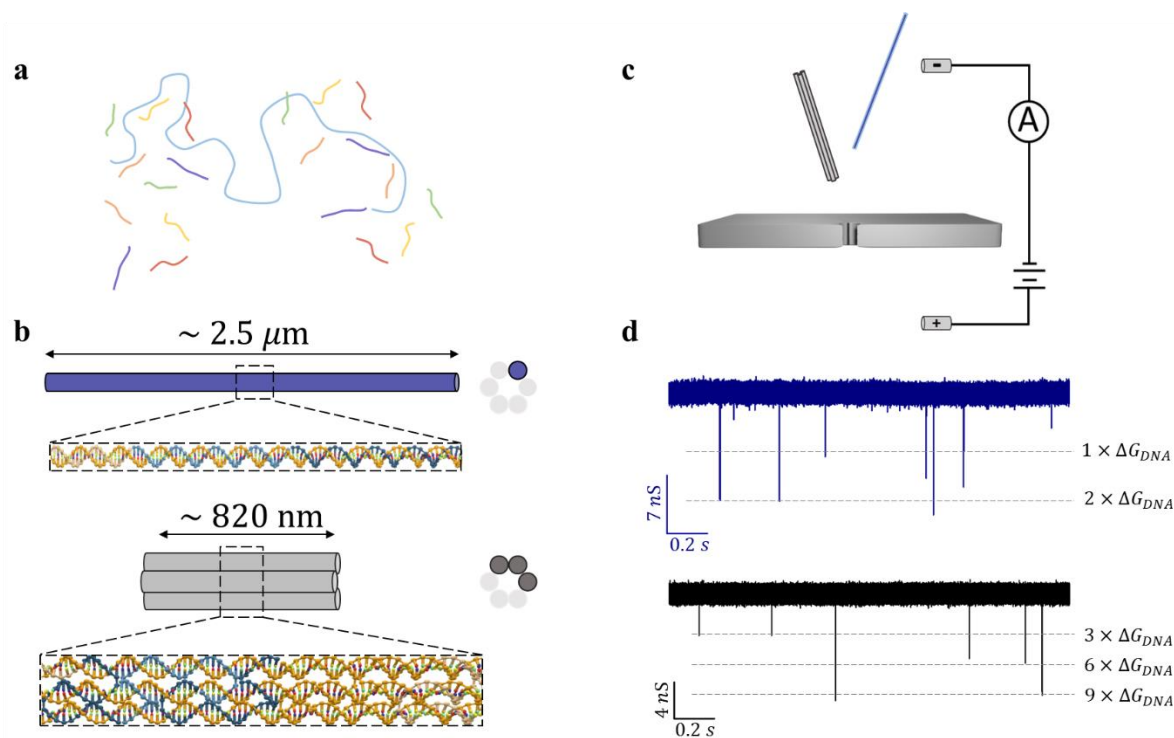 a
b
~ 2.5 μm
~ 820 nm
c
-
A
+
d
1 × ΔG_DNA
2 × ΔG_DNA
7 nS
0.2 s
3 × ΔG_DNA
6 × ΔG_DNA
9 × ΔG_DNA
4 nS
0.2 s